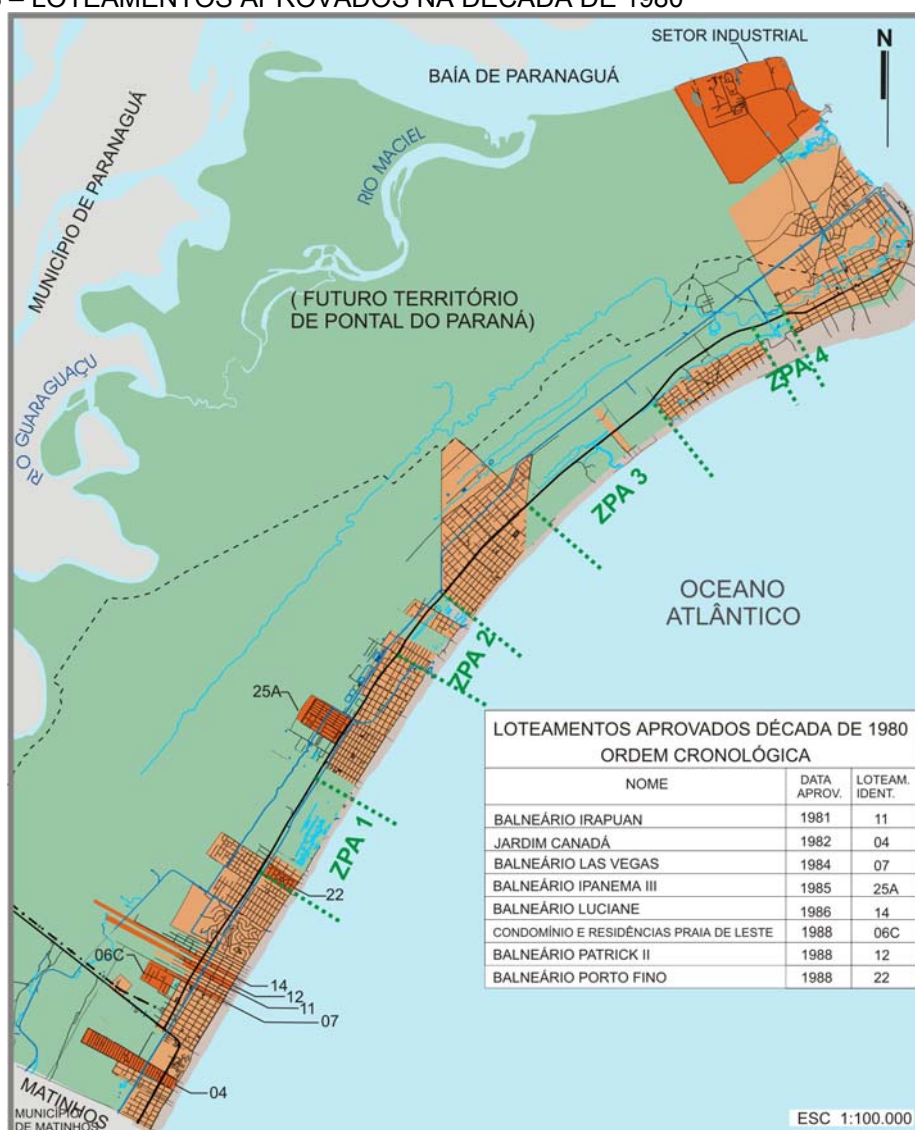 – LOTEAMENTOS APROVADOS NA DÉCADA DE 1980
SETOR INDUSTRIAL
N
BAÍA DE PARANAGUÁ
MUNICÍPIO DE PARANAGUÁ
RIO MACIEL
( FUTURO TERRITÓRIO
DE PONTAL DO PARANÁ)
RIO GUARAGUAÇU
ZPA 4
ZPA 3
OCEANO
ATLÂNTICO
ZPA 2
25A
ZPA 1
22
06C
14
12
11
07
04
MATINHOS
MUNICÍPIO
DE MATINHOS
LOTEAMENTOS APROVADOS DÉCADA DE 1980
ORDEM CRONOLÓGICA
NOME DATA APROV. LOTEAM. IDENT.
BALNEÁRIO IRAPUAN 1981 11
JARDIM CANADÁ 1982 04
BALNEÁRIO LAS VEGAS 1984 07
BALNEÁRIO IPANEMA III 1985 25A
BALNEÁRIO LUCIANE 1986 14
CONDOMÍNIO E RESIDÊNCIAS PRAIA DE LESTE 1988 06C
BALNEÁRIO PATRICK II 1988 12
BALNEÁRIO PORTO FINO 1988 22
ESC 1:100.000